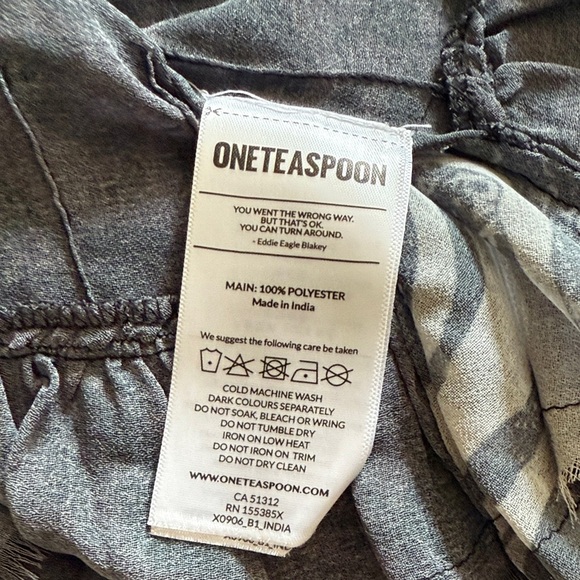 ONETEASPOON
YOU WENT THE WRONG WAY.
BUT THAT'S OK.
YOU CAN TURN AROUND.
- Eddie Eagle Blakey
MAIN: 100% POLYESTER
Made in India
We suggest the following care be taken
COLD MACHINE WASH
DARK COLOURS SEPARATELY
DO NOT SOAK, BLEACH OR WRING
DO NOT TUMBLE DRY
IRON ON LOW HEAT
DO NOT IRON ON TRIM
DO NOT DRY CLEAN
WWW.ONETEASPOON.COM
CA 51312
RN 155385X
X0906_B1_INDIA